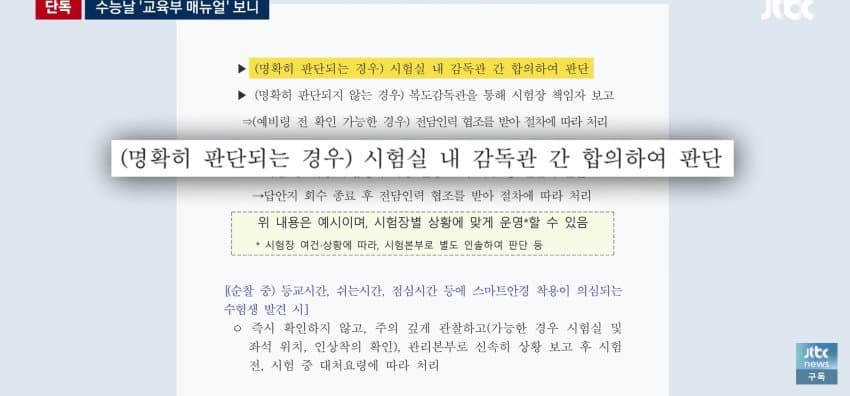 단독 수능날 '교육부 매뉴얼' 보니
jtbc
▶ (명확히 판단되는 경우) 시험실 내 감독관 간 합의하여 판단
▶ (명확히 판단되지 않는 경우) 복도감독관을 통해 시험장 책임자 보고
⇒(예비령 전 확인 가능한 경우) 전담인력 협조를 받아 절차에 따라 처리
(명확히 판단되는 경우) 시험실 내 감독관 간 합의하여 판단
→답안지 회수 종료 후 전담인력 협조를 받아 절차에 따라 처리
위 내용은 예시이며, 시험장별 상황에 맞게 운영*할 수 있음
* 시험장 여건·상황에 따라, 시험본부로 별도 인솔하여 판단 등
[(순찰 중) 등교시간, 쉬는시간, 점심시간 등에 스마트안경 착용이 의심되는
수험생 발견 시]
ㅇ 즉시 확인하지 않고, 주의 깊게 관찰하고(가능한 경우 시험실 및
좌석 위치, 인상착의 확인), 관리본부로 신속히 상황 보고 후 시험
전, 시험 중 대처요령에 따라 처리
jtbc
news
구독